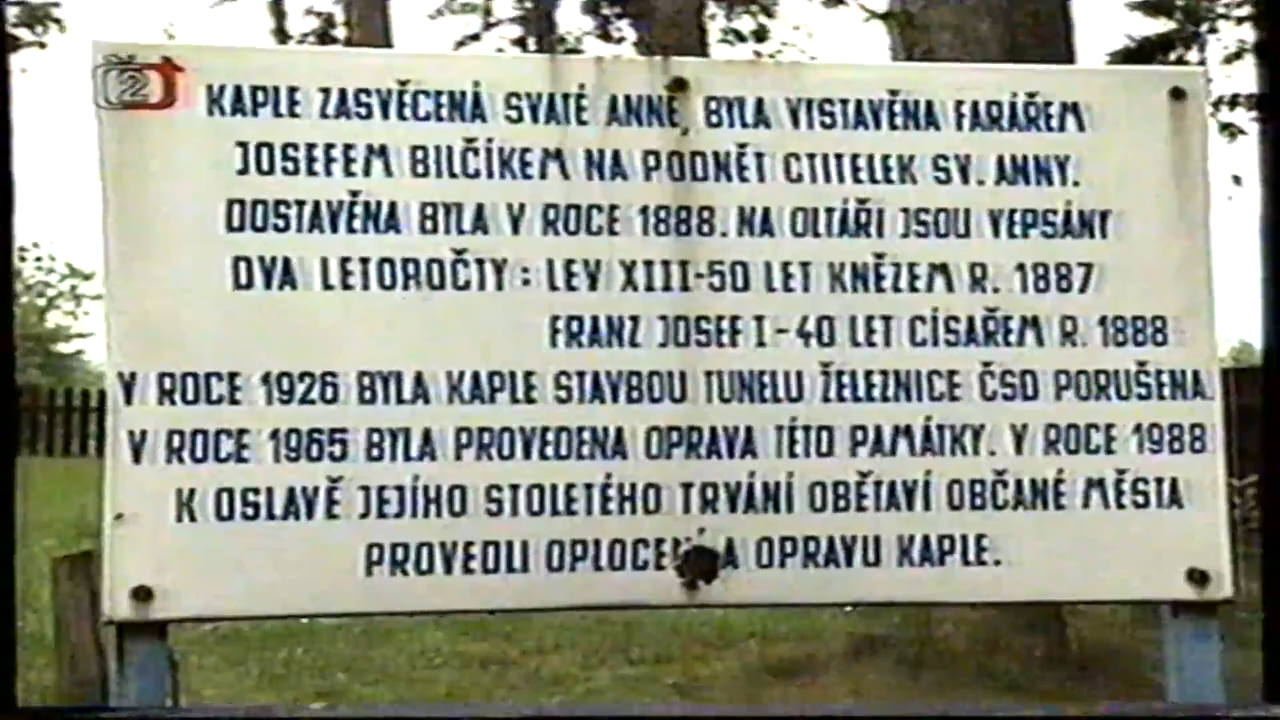 2
KAPLE ZASVĚCENÁ SVATÉ ANNĚ, BYLA VYSTAVĚNA FARÁŘEM
JOSEFEM BILČÍKEM NA PODNĚT CTITELEK SV. ANNY.
DOSTAVĚNA BYLA V ROCE 1888. NA OLTÁŘI JSOU VEPSÁNY
DVA LETOROČTY: LEV XIII-50 LET KNĚZEM R. 1887
FRANZ JOSEF I-40 LET CÍSAŘEM R. 1888
V ROCE 1926 BYLA KAPLE STAVBOU TUNELU ŽELEZNICE ČSD PORUŠENA.
V ROCE 1965 BYLA PROVEDENA OPRAVA TÉTO PAMÁTKY. V ROCE 1988
K OSLAVĚ JEJÍHO STOLETÉHO TRVÁNÍ OBĚTAVÍ OBČANÉ MĚSTA
PROVEDLI OPLOCENÍ A OPRAVU KAPLE.